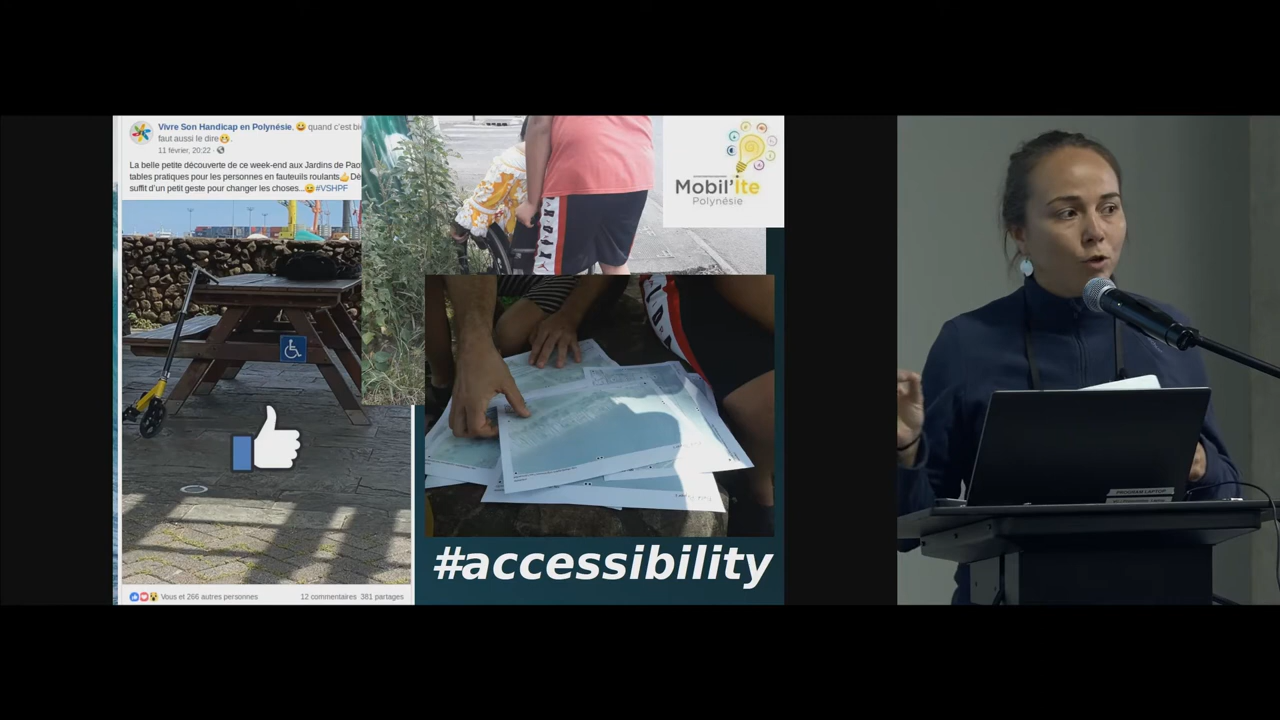 Vivre Son Handicap en Polynésie, 😀 quand c'est bi
faut aussi le dire🤭.
11 février, 20:22 ·
La belle petite découverte de ce week-end aux Jardins de Pao
tables pratiques pour les personnes en fauteuils roulants👍 Dè
suffit d'un petit geste pour changer les choses...😊#VSHPF
Vous et 266 autres personnes
12 commentaires 381 partages
Mobil'ite
Polynésie
#accessibility
PROGRAM LAPTOP